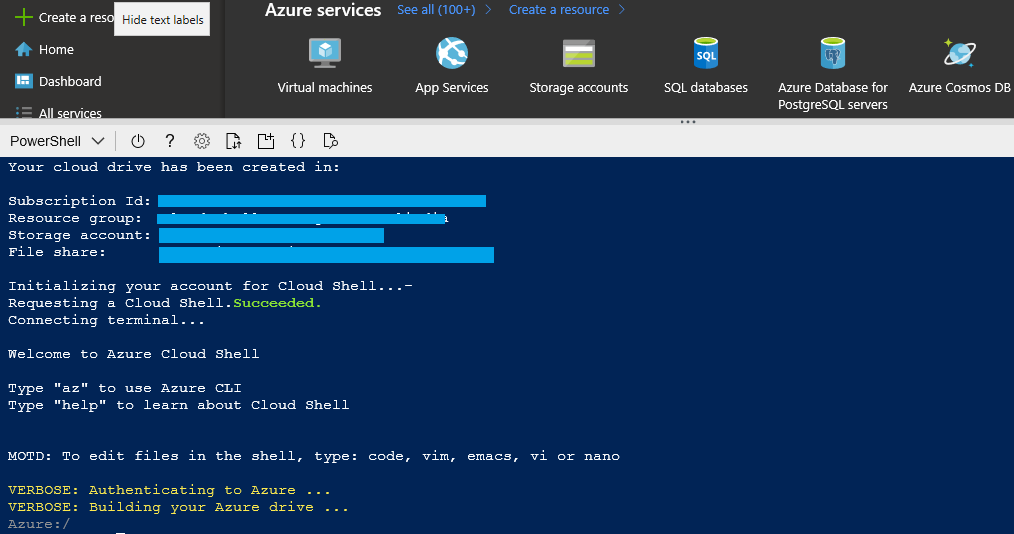 Azure services See all (100+) Create a resource
Create a reso Hide text labels
Home
Dashboard
All services
Virtual machines App Services Storage accounts SQL databases Azure Database for PostgreSQL servers Azure Cosmos DB
SQL
PowerShell
Your cloud drive has been created in:
Subscription Id:
Resource group:
Storage account:
File share:
Initializing your account for Cloud Shell...-
Requesting a Cloud Shell.Succeeded.
Connecting terminal...
Welcome to Azure Cloud Shell
Type "az" to use Azure CLI
Type "help" to learn about Cloud Shell
MOTD: To edit files in the shell, type: code, vim, emacs, vi or nano
VERBOSE: Authenticating to Azure ...
VERBOSE: Building your Azure drive ...
Azure:/